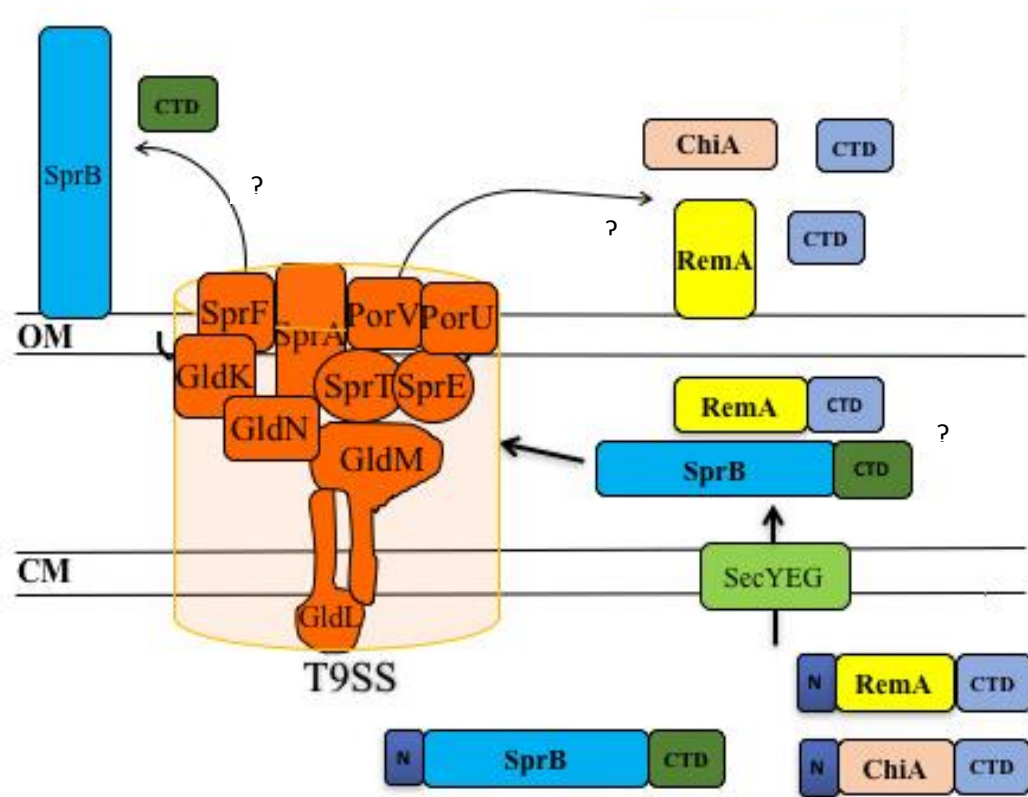 SprB
CTD
?
ChiA
CTD
?
RemA
CTD
SprF
SprA
PorV
PorU
OM
GldK
SprT
SprE
GldN
GldM
RemA
CTD
?
SprB
CTD
CM
SecYEG
GldL
T9SS
N
RemA
CTD
N
SprB
CTD
N
ChiA
CTD